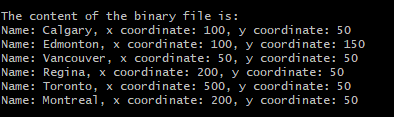 The content of the binary file is:
Name: Calgary, x coordinate: 100, y coordinate: 50
Name: Edmonton, x coordinate: 100, y coordinate: 150
Name: Vancouver, x coordinate: 50, y coordinate: 50
Name: Regina, x coordinate: 200, y coordinate: 50
Name: Toronto, x coordinate: 500, y coordinate: 50
Name: Montreal, x coordinate: 200, y coordinate: 50